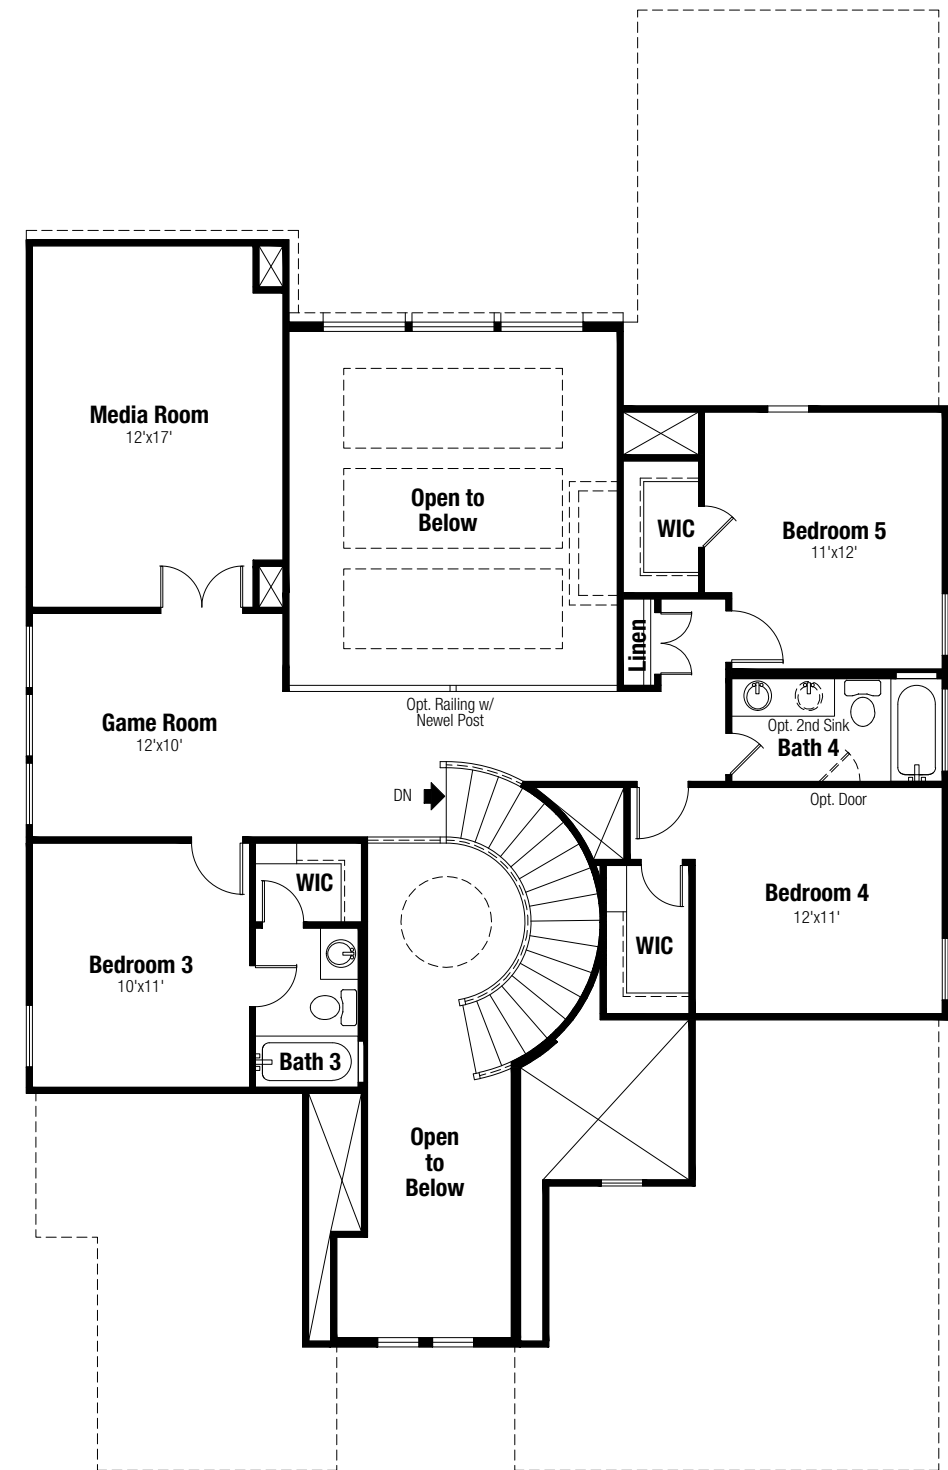 Media Room
12'x17'
Open to
Below
WIC
Bedroom 5
11'x12'
Linen
Opt. Railing w/
Newel Post
Game Room
12'x10'
Opt. 2nd Sink
Bath 4
DN
Opt. Door
WIC
Bedroom 4
12'x11'
WIC
Bedroom 3
10'x11'
Bath 3
Open
to
Below